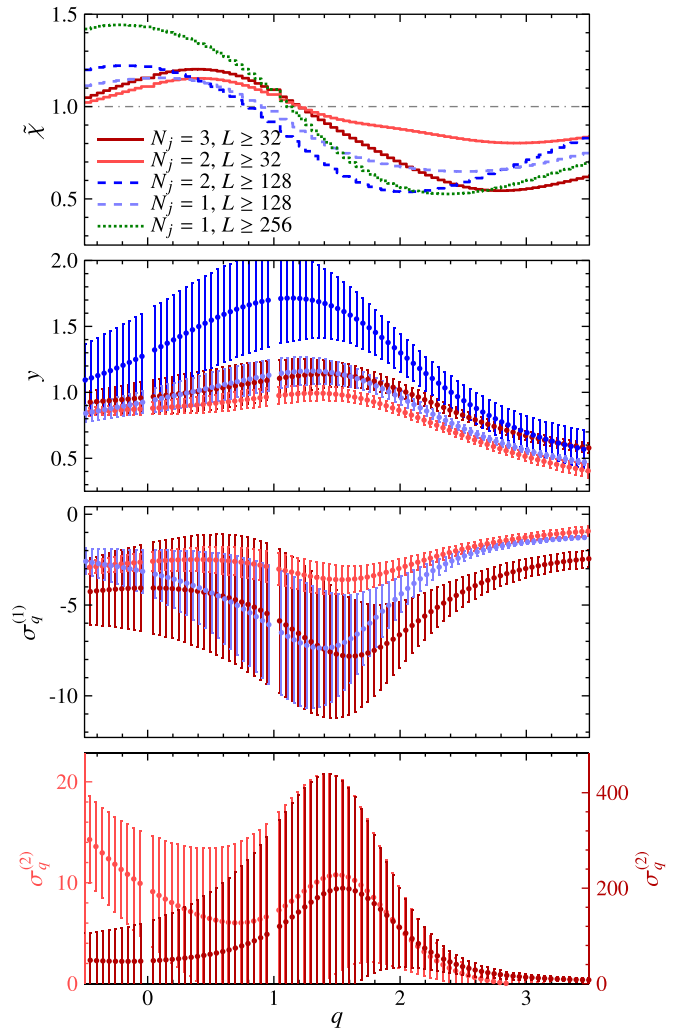 1.5
1.0
0.5
χ̃
N_j = 3, L ≥ 32
N_j = 2, L ≥ 32
N_j = 2, L ≥ 128
N_j = 1, L ≥ 128
N_j = 1, L ≥ 256
2.0
1.5
1.0
0.5
y
0
-5
-10
σ_q^(1)
20
10
0
σ_q^(2)
400
200
0
σ_q^(2)
0 1 2 3
q